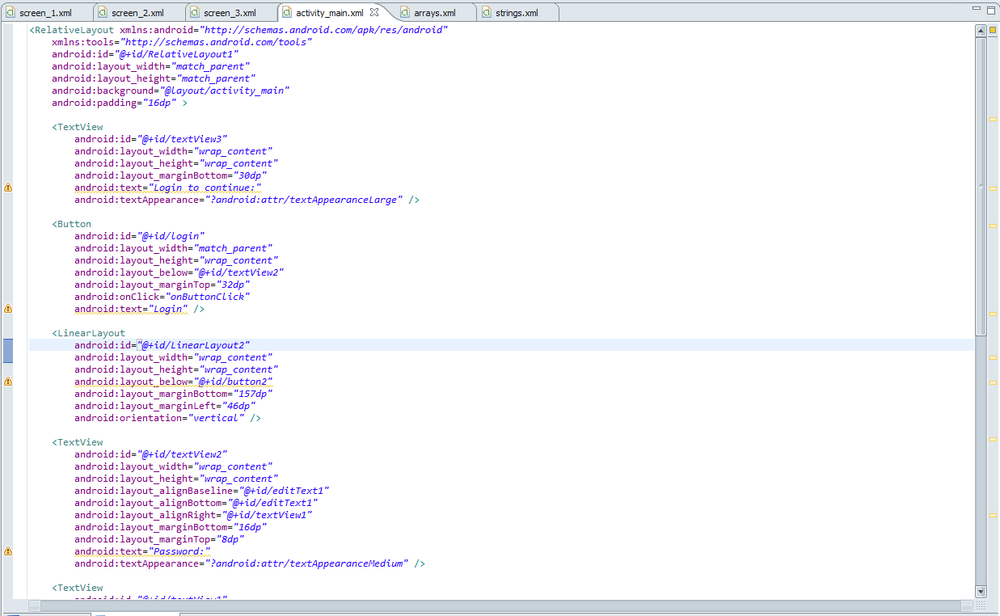 screen_1.xml screen_2.xml screen_3.xml activity_main.xml arrays.xml strings.xml
<RelativeLayout xmlns:android="http://schemas.android.com/apk/res/android"
    xmlns:tools="http://schemas.android.com/tools"
    android:id="@+id/RelativeLayout1"
    android:layout_width="match_parent"
    android:layout_height="match_parent"
    android:background="@layout/activity_main"
    android:padding="16dp" >

    <TextView
        android:id="@+id/textView3"
        android:layout_width="wrap_content"
        android:layout_height="wrap_content"
        android:layout_marginBottom="30dp"
        android:text="Login to continue:"
        android:textAppearance="?android:attr/textAppearanceLarge" />

    <Button
        android:id="@+id/login"
        android:layout_width="match_parent"
        android:layout_height="wrap_content"
        android:layout_below="@+id/textView2"
        android:layout_marginTop="32dp"
        android:onClick="onButtonClick"
        android:text="Login" />

    <LinearLayout
        android:id="@+id/LinearLayout2"
        android:layout_width="wrap_content"
        android:layout_height="wrap_content"
        android:layout_below="@+id/button2"
        android:layout_marginBottom="157dp"
        android:layout_marginLeft="46dp"
        android:orientation="vertical" />

    <TextView
        android:id="@+id/textView2"
        android:layout_width="wrap_content"
        android:layout_height="wrap_content"
        android:layout_alignBaseline="@+id/editText1"
        android:layout_alignBottom="@+id/editText1"
        android:layout_alignRight="@+id/textView1"
        android:layout_marginBottom="16dp"
        android:layout_marginTop="8dp"
        android:text="Password:"
        android:textAppearance="?android:attr/textAppearanceMedium" />

    <TextView
        android:id="@+id/textView1"